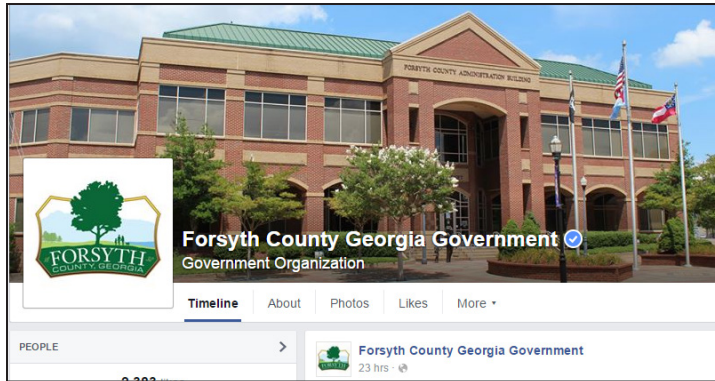 FORSYTH COUNTY ADMINISTRATION BUILDING
FORSYTH
COUNTY, GEORGIA
Forsyth County Georgia Government
Government Organization
Timeline About Photos Likes More
PEOPLE
Forsyth County Georgia Government
FORSYTH
23 hrs